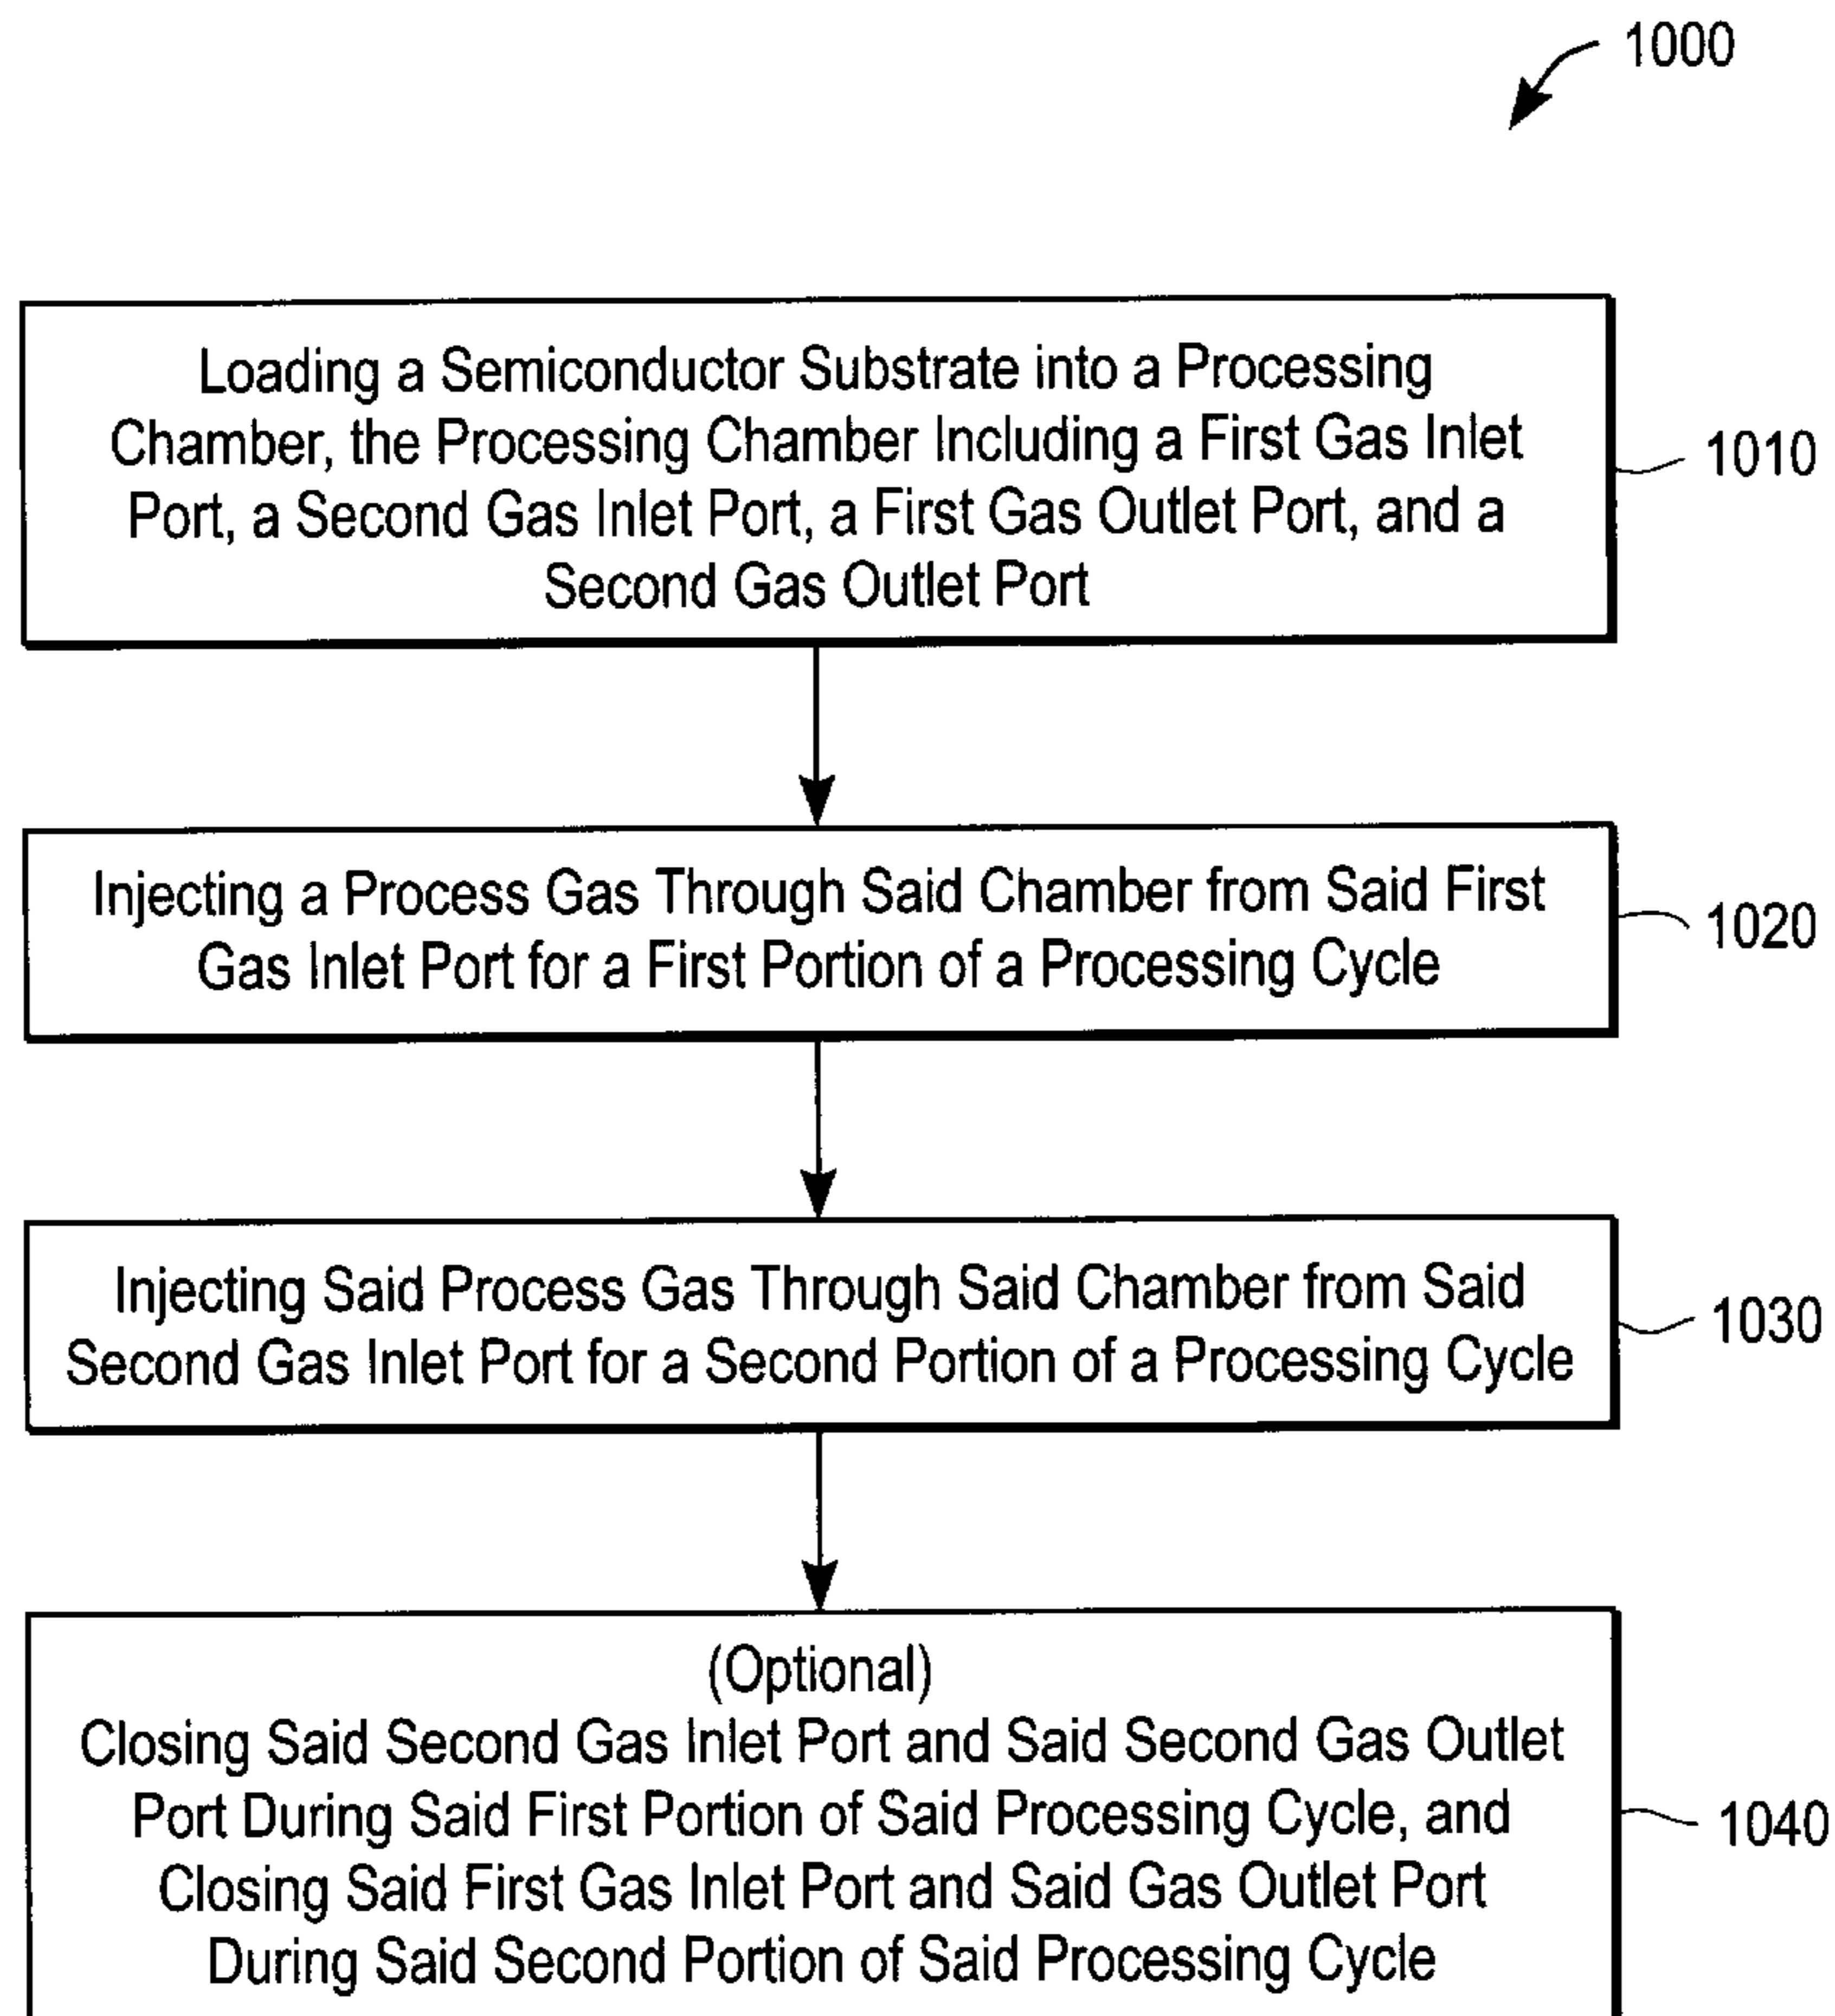 1000
Loading a Semiconductor Substrate into a Processing
Chamber, the Processing Chamber Including a First Gas Inlet
Port, a Second Gas Inlet Port, a First Gas Outlet Port, and a
Second Gas Outlet Port
1010
Injecting a Process Gas Through Said Chamber from Said First
Gas Inlet Port for a First Portion of a Processing Cycle
1020
Injecting Said Process Gas Through Said Chamber from Said
Second Gas Inlet Port for a Second Portion of a Processing Cycle
1030
(Optional)
Closing Said Second Gas Inlet Port and Said Second Gas Outlet
Port During Said First Portion of Said Processing Cycle, and
Closing Said First Gas Inlet Port and Said Gas Outlet Port
During Said Second Portion of Said Processing Cycle
1040